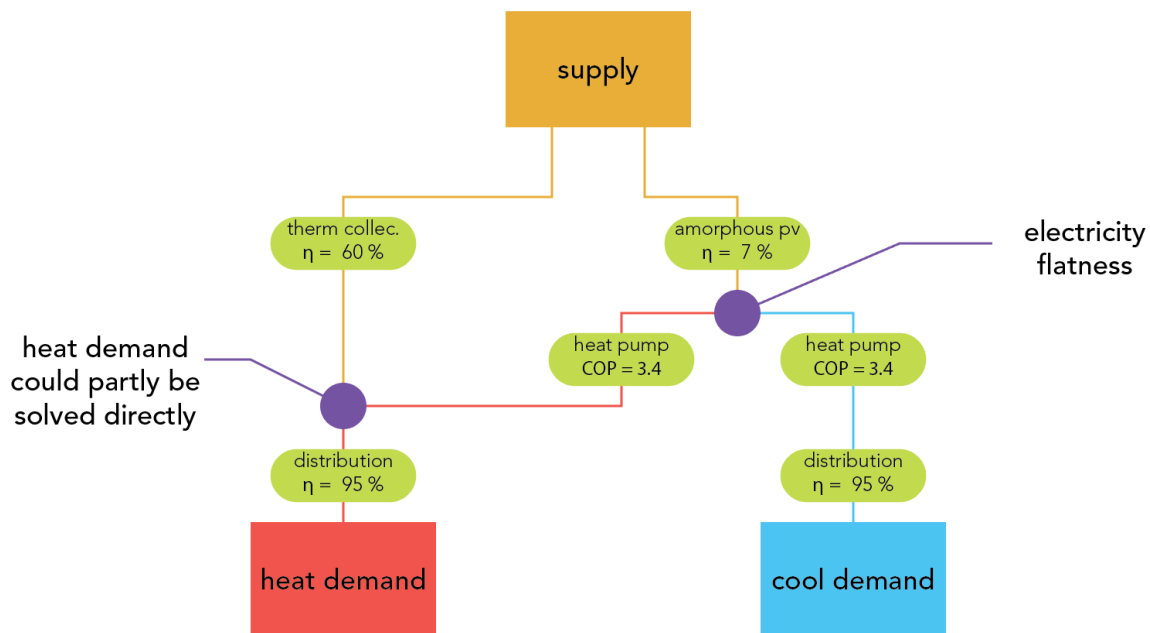 supply
therm collec.
η = 60 %
amorphous pv
η = 7 %
electricity
flatness
heat demand
could partly be
solved directly
heat pump
COP = 3.4
heat pump
COP = 3.4
distribution
η = 95 %
distribution
η = 95 %
heat demand
cool demand